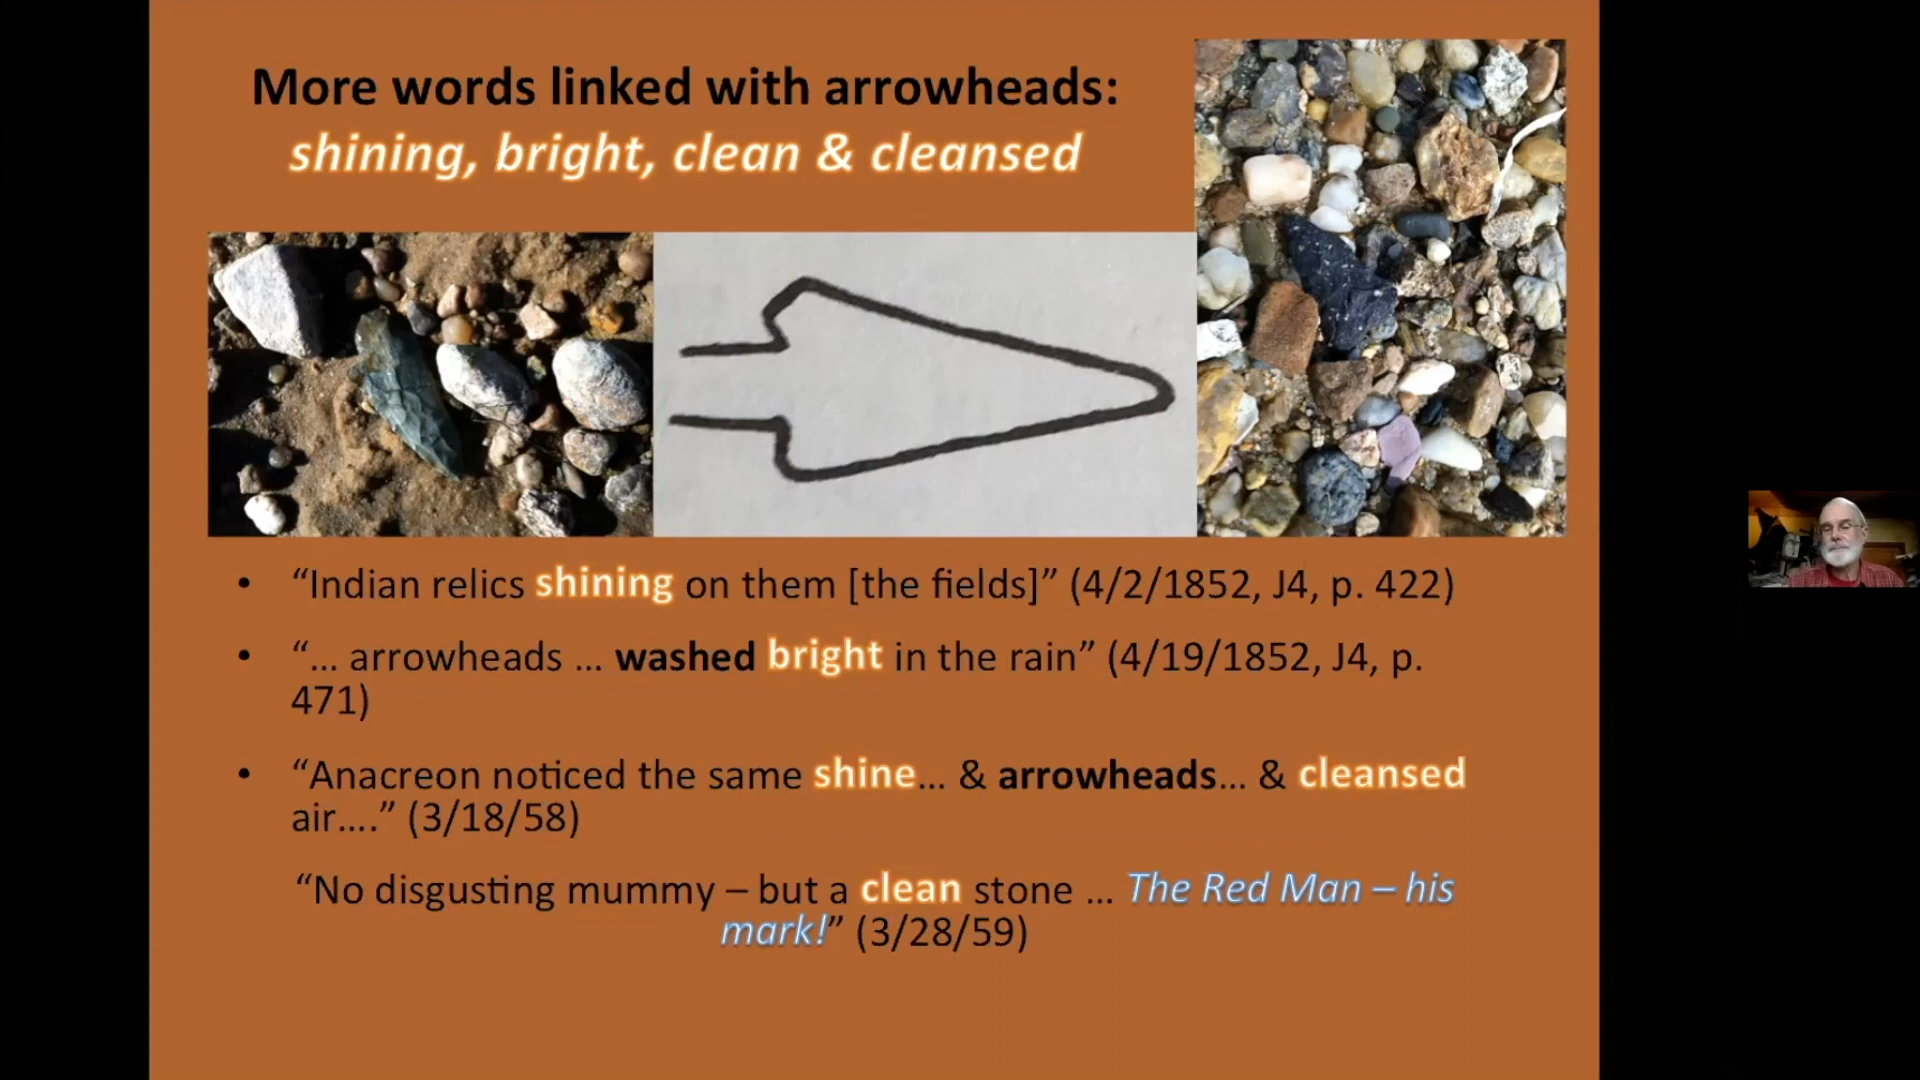 More words linked with arrowheads:
shining, bright, clean & cleansed
• “Indian relics shining on them [the fields]” (4/2/1852, J4, p. 422)
• “... arrowheads ... washed bright in the rain” (4/19/1852, J4, p.
471)
• “Anacreon noticed the same shine... & arrowheads... & cleansed
air....” (3/18/58)
“No disgusting mummy – but a clean stone ... The Red Man – his
mark!” (3/28/59)